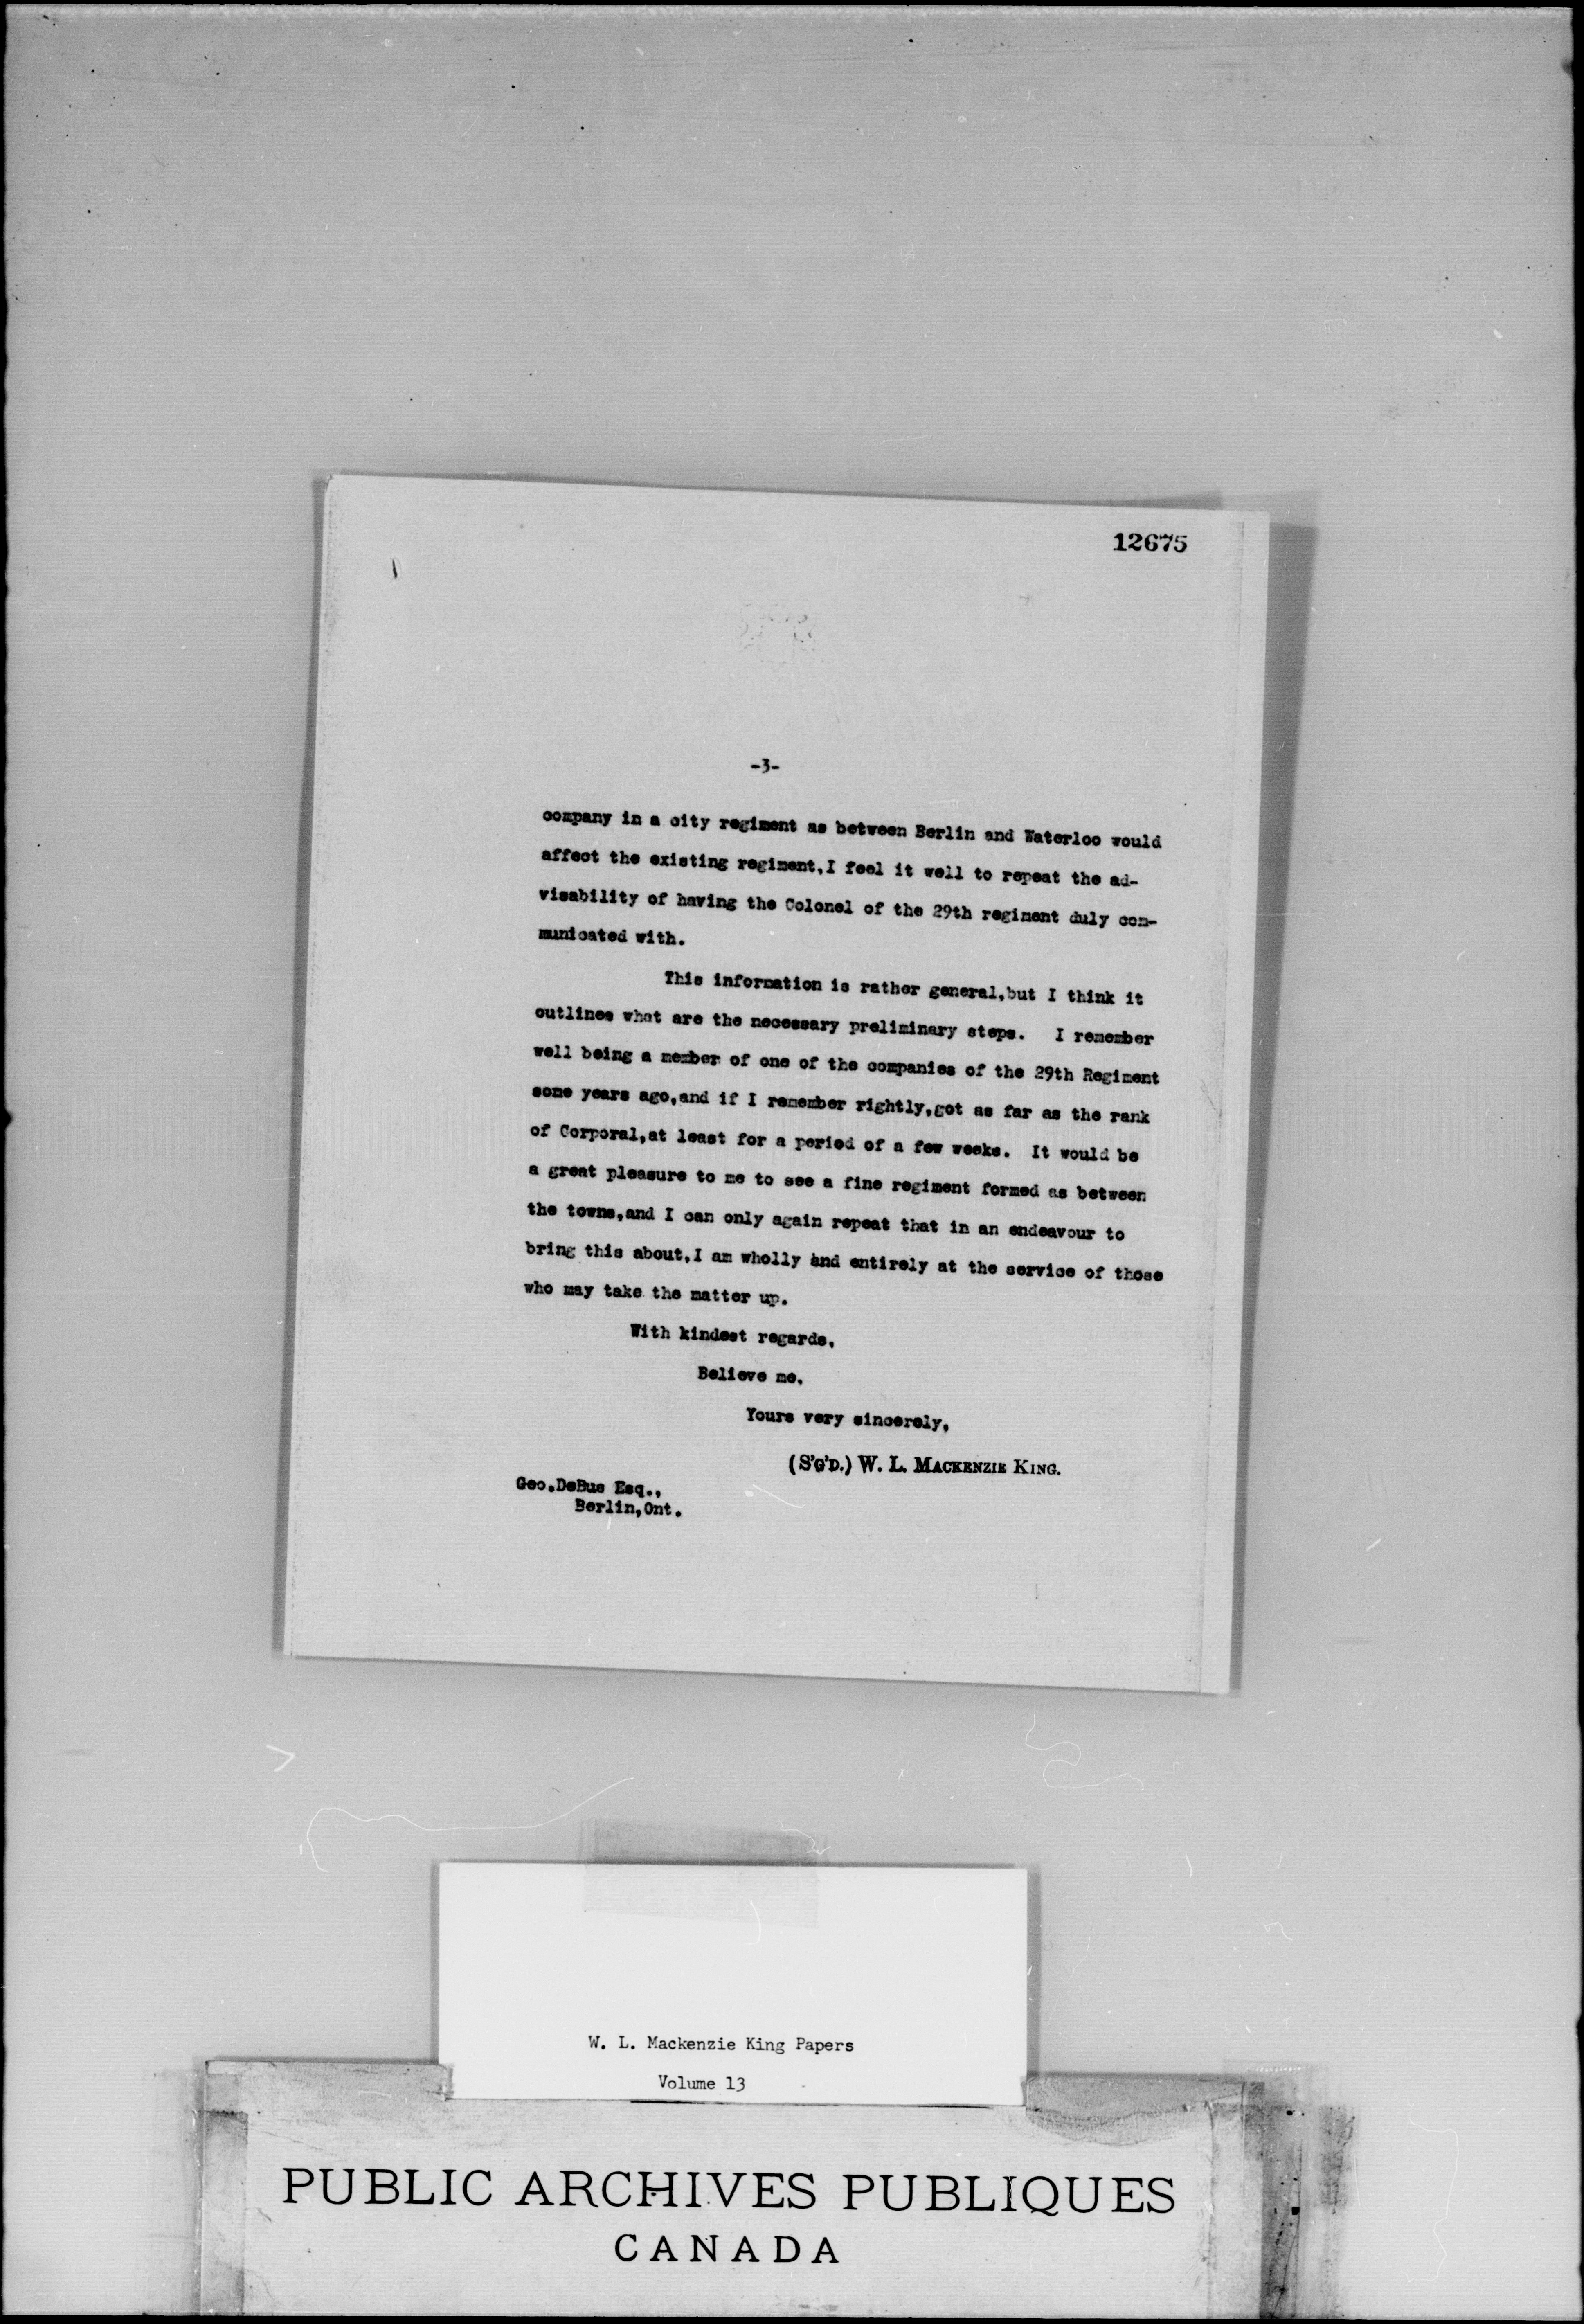 12675
-3-
company in a city regiment as between Berlin and Waterloo would
affect the existing regiment,I feel it well to repeat the ad-
visability of having the Colonel of the 29th regiment duly com-
municated with.
This information is rather general,but I think it
outlines what are the necessary preliminary steps. I remember
well being a member of one of the companies of the 29th Regiment
some years ago,and if I remember rightly,got as far as the rank
of Corporal,at least for a period of a few weeks. It would be
a great pleasure to me to see a fine regiment formed as between
the towns,and I can only again repeat that in an endeavour to
bring this about,I am wholly and entirely at the service of those
who may take the matter up.
With kindest regards,
Believe me,
Yours very sincerely,
(S'G'D.) W. L. MACKENZIE KING.
Geo.DeBus Esq.,
Berlin,Ont.
W. L. Mackenzie King Papers
Volume 13
PUBLIC ARCHIVES PUBLIQUES
CANADA